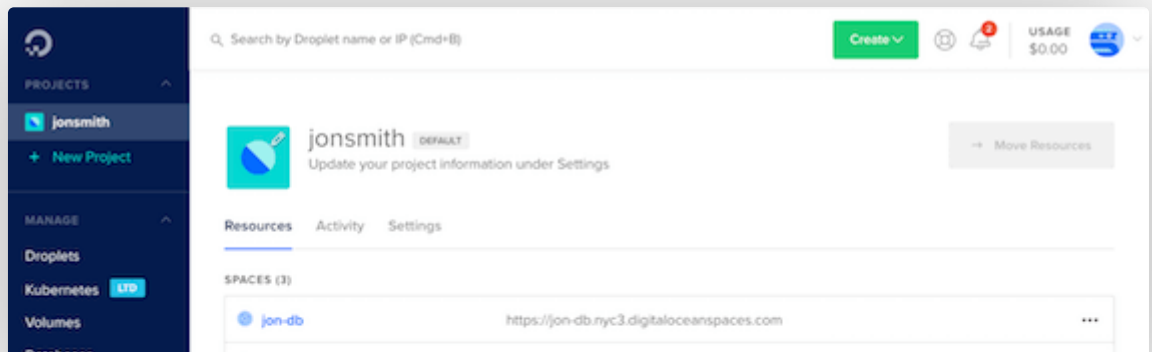 Search by Droplet name or IP (Cmd+B)
Create
2
USAGE
$0.00
PROJECTS
jonsmith
+ New Project
MANAGE
Droplets
Kubernetes LTD
Volumes
jonsmith DEFAULT
Update your project information under Settings
→ Move Resources
Resources Activity Settings
SPACES (3)
jon-db https://jon-db.nyc3.digitaloceanspaces.com ...